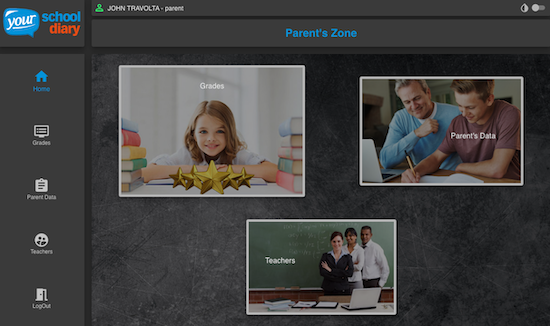 your
school
diary
JOHN TRAVOLTA - parent
Parent's Zone
Home
Grades
Parent Data
Teachers
LogOut
Grades
Parent's Data
Teachers